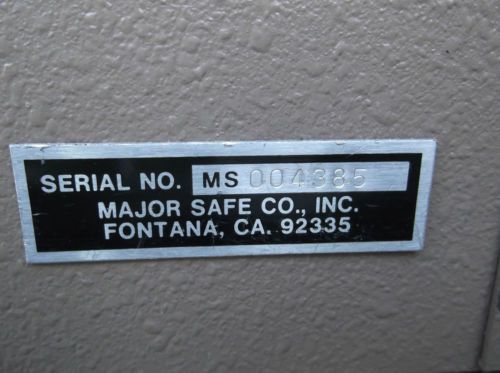 SERIAL NO. MS 004385
MAJOR SAFE CO., INC.
FONTANA, CA. 92335